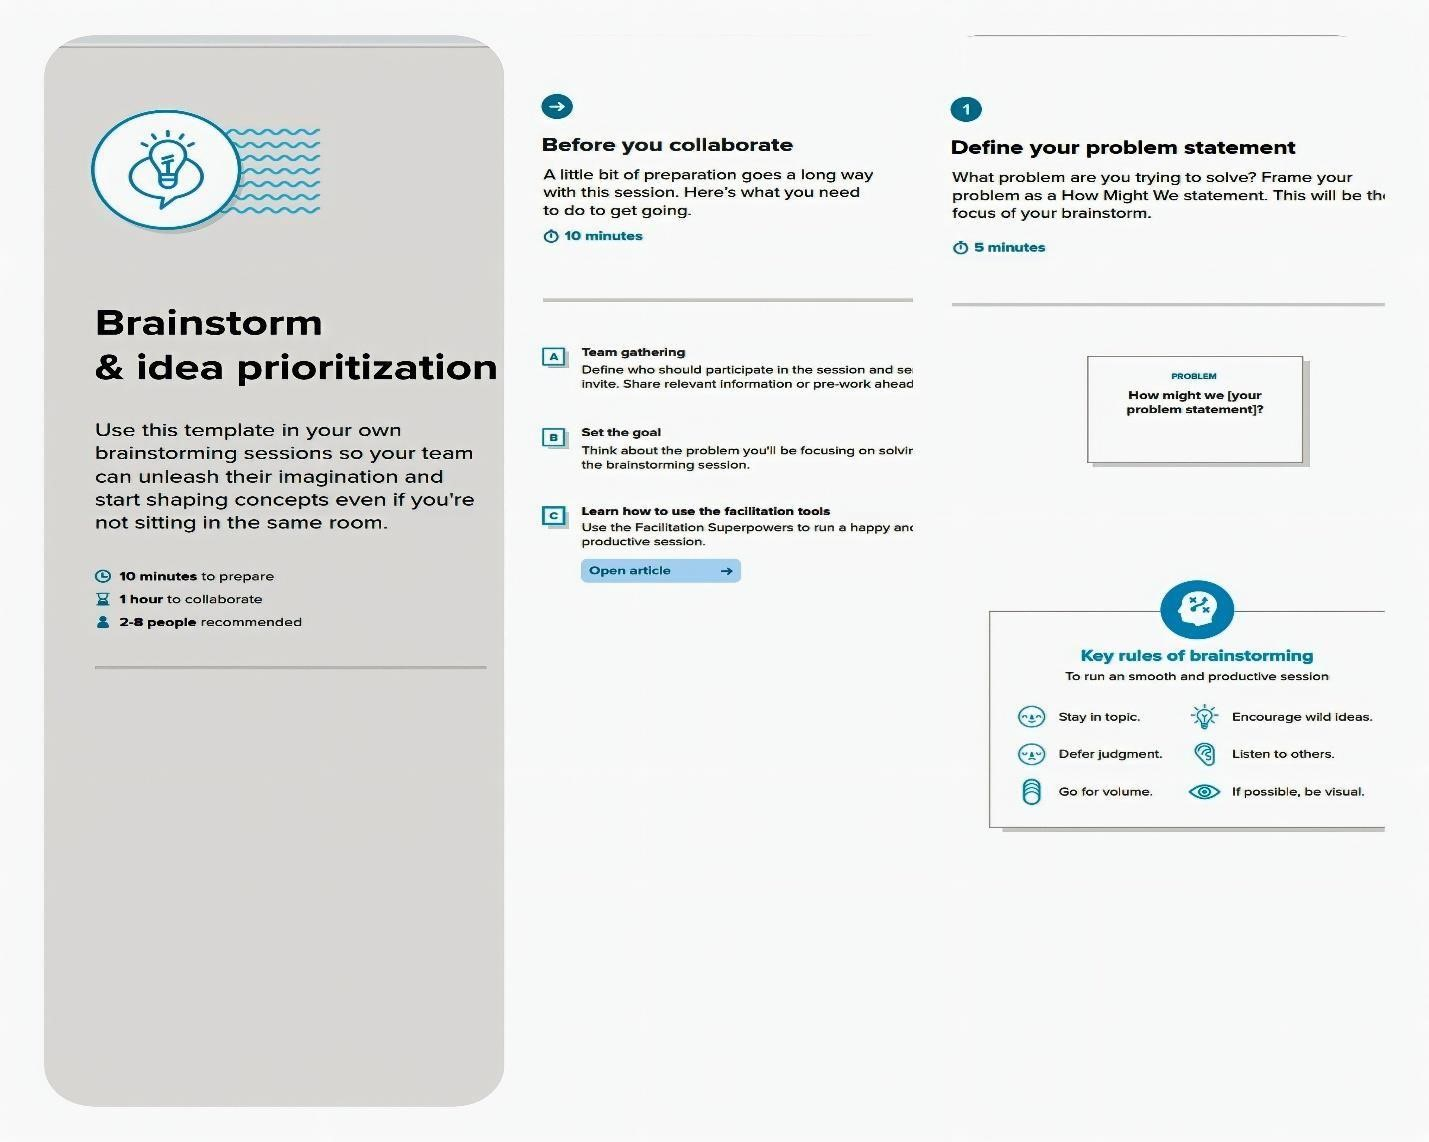 Brainstorm
& idea prioritization
Use this template in your own
brainstorming sessions so your team
can unleash their imagination and
start shaping concepts even if you're
not sitting in the same room.
10 minutes to prepare
1 hour to collaborate
2-8 people recommended
Before you collaborate
A little bit of preparation goes a long way
with this session. Here's what you need
to do to get going.
10 minutes
A
Team gathering
Define who should participate in the session and
invite. Share relevant information or pre-work ahead
B
Set the goal
Think about the problem you'll be focusing on
the brainstorming session.
C
Learn how to use the facilitation tools
Use the Facilitation Superpowers to run a happy
productive session.
Open article
1
Define your problem statement
What problem are you trying to solve? Frame your
problem as a How Might We statement. This will be
focus of your brainstorm.
5 minutes
PROBLEM
How might we [your
problem statement]?
Key rules of brainstorming
To run an smooth and productive session
Stay in topic.
Encourage wild ideas.
Defer judgment.
Listen to others.
Go for volume.
If possible, be visual.